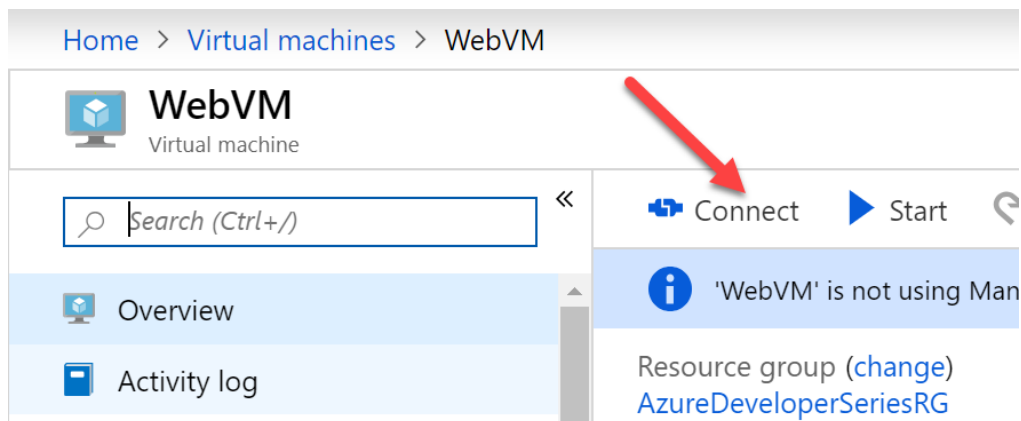 Home > Virtual machines > WebVM
WebVM
Virtual machine
Search (Ctrl+/)
«
Connect
Start
Overview
Activity log
'WebVM' is not using Man
Resource group (change)
AzureDeveloperSeriesRG